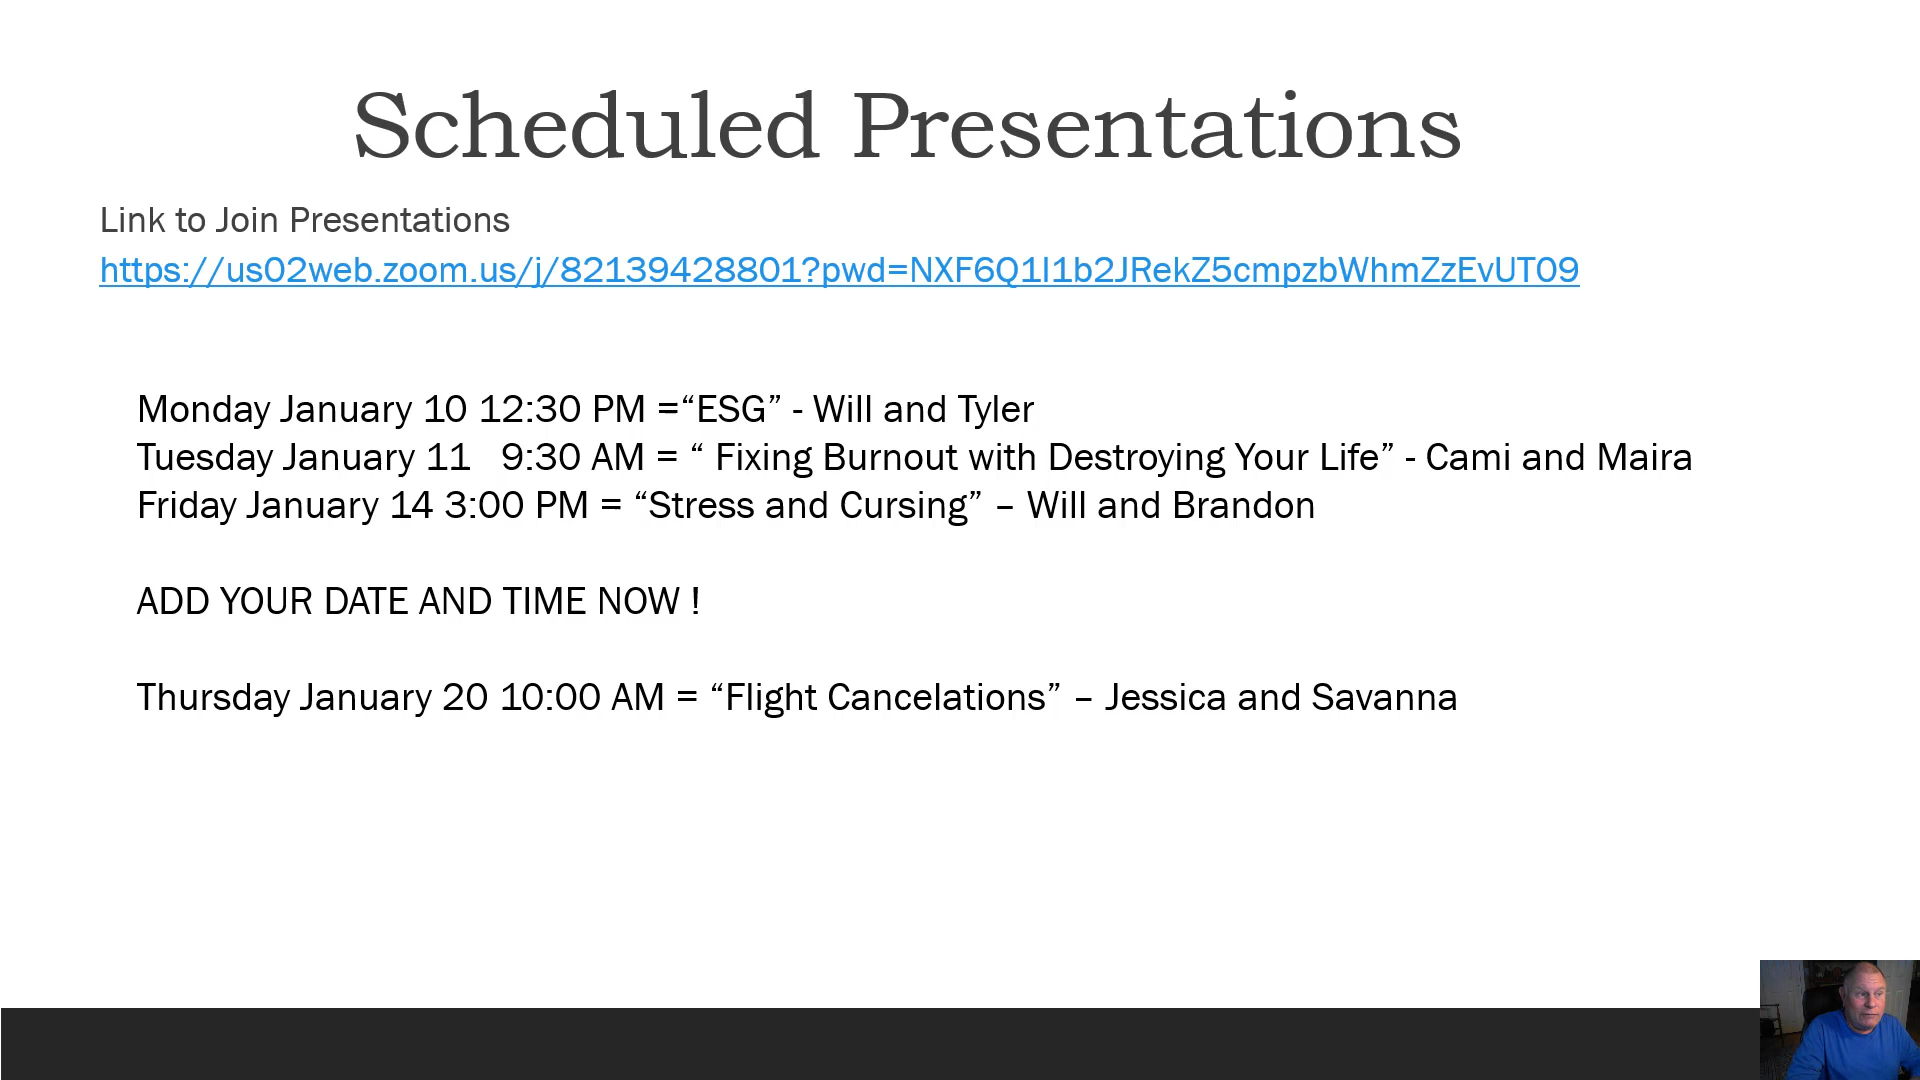 Scheduled Presentations
Link to Join Presentations
https://us02web.zoom.us/j/82139428801?pwd=NXF6Q1I1b2JRekZ5cmpzbWhmZzEvUT09
Monday January 10 12:30 PM =“ESG” - Will and Tyler
Tuesday January 11   9:30 AM = “ Fixing Burnout with Destroying Your Life” - Cami and Maira
Friday January 14 3:00 PM = “Stress and Cursing” – Will and Brandon
ADD YOUR DATE AND TIME NOW !
Thursday January 20 10:00 AM = “Flight Cancelations” – Jessica and Savanna